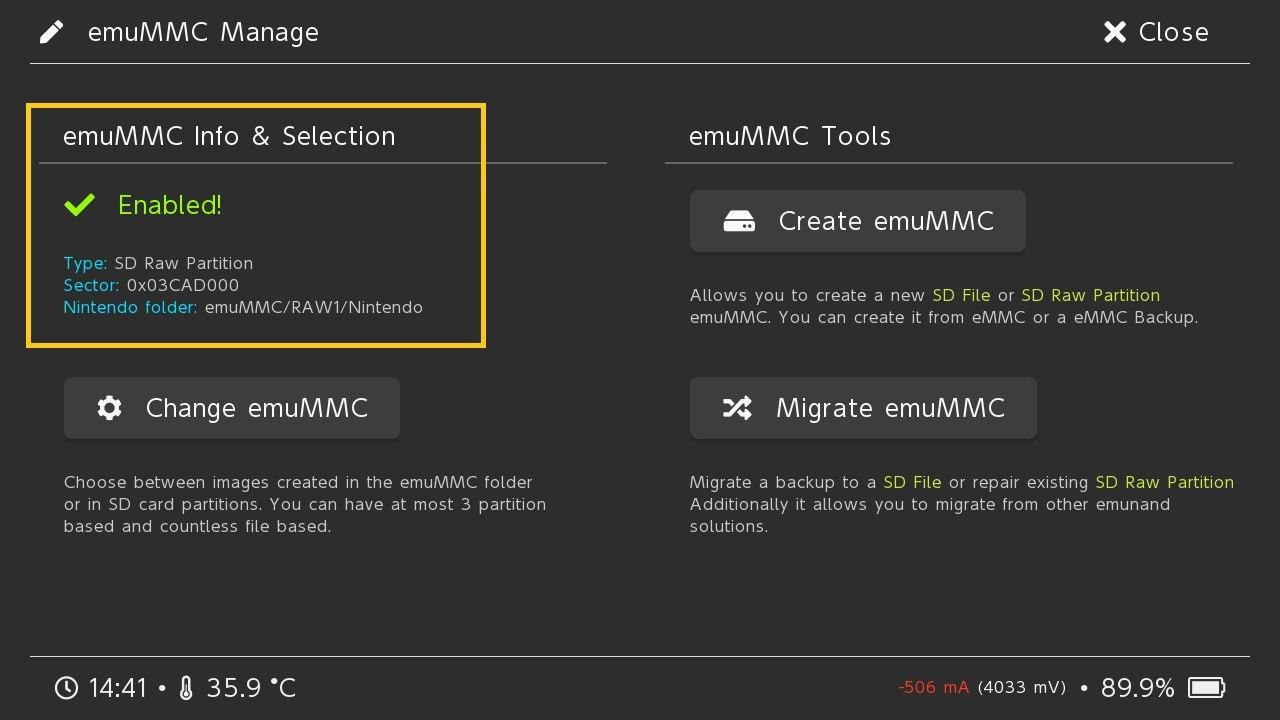 emuMMC Manage
Close
emuMMC Info & Selection
Enabled!
Type: SD Raw Partition
Sector: 0x03CAD000
Nintendo folder: emuMMC/RAW1/Nintendo
Change emuMMC
Choose between images created in the emuMMC folder
or in SD card partitions. You can have at most 3 partition
based and countless file based.
emuMMC Tools
Create emuMMC
Allows you to create a new SD File or SD Raw Partition
emuMMC. You can create it from eMMC or a eMMC Backup.
Migrate emuMMC
Migrate a backup to a SD File or repair existing SD Raw Partition
Additionally it allows you to migrate from other emunand
solutions.
14:41 • 35.9 °C
-506 mA (4033 mV) • 89.9%